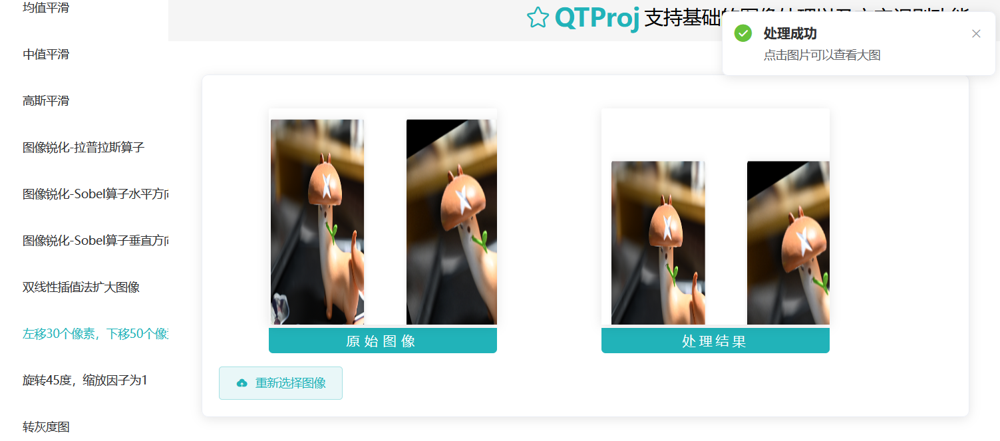 均值平滑
中值平滑
高斯平滑
图像锐化-拉普拉斯算子
图像锐化-Sobel算子水平方向
图像锐化-Sobel算子垂直方向
双线性插值法扩大图像
左移30个像素，下移50个像
旋转45度，缩放因子为1
转灰度图
QTProj 支持基础
处理成功
点击图片可以查看大图
原始图像
处理结果
重新选择图像